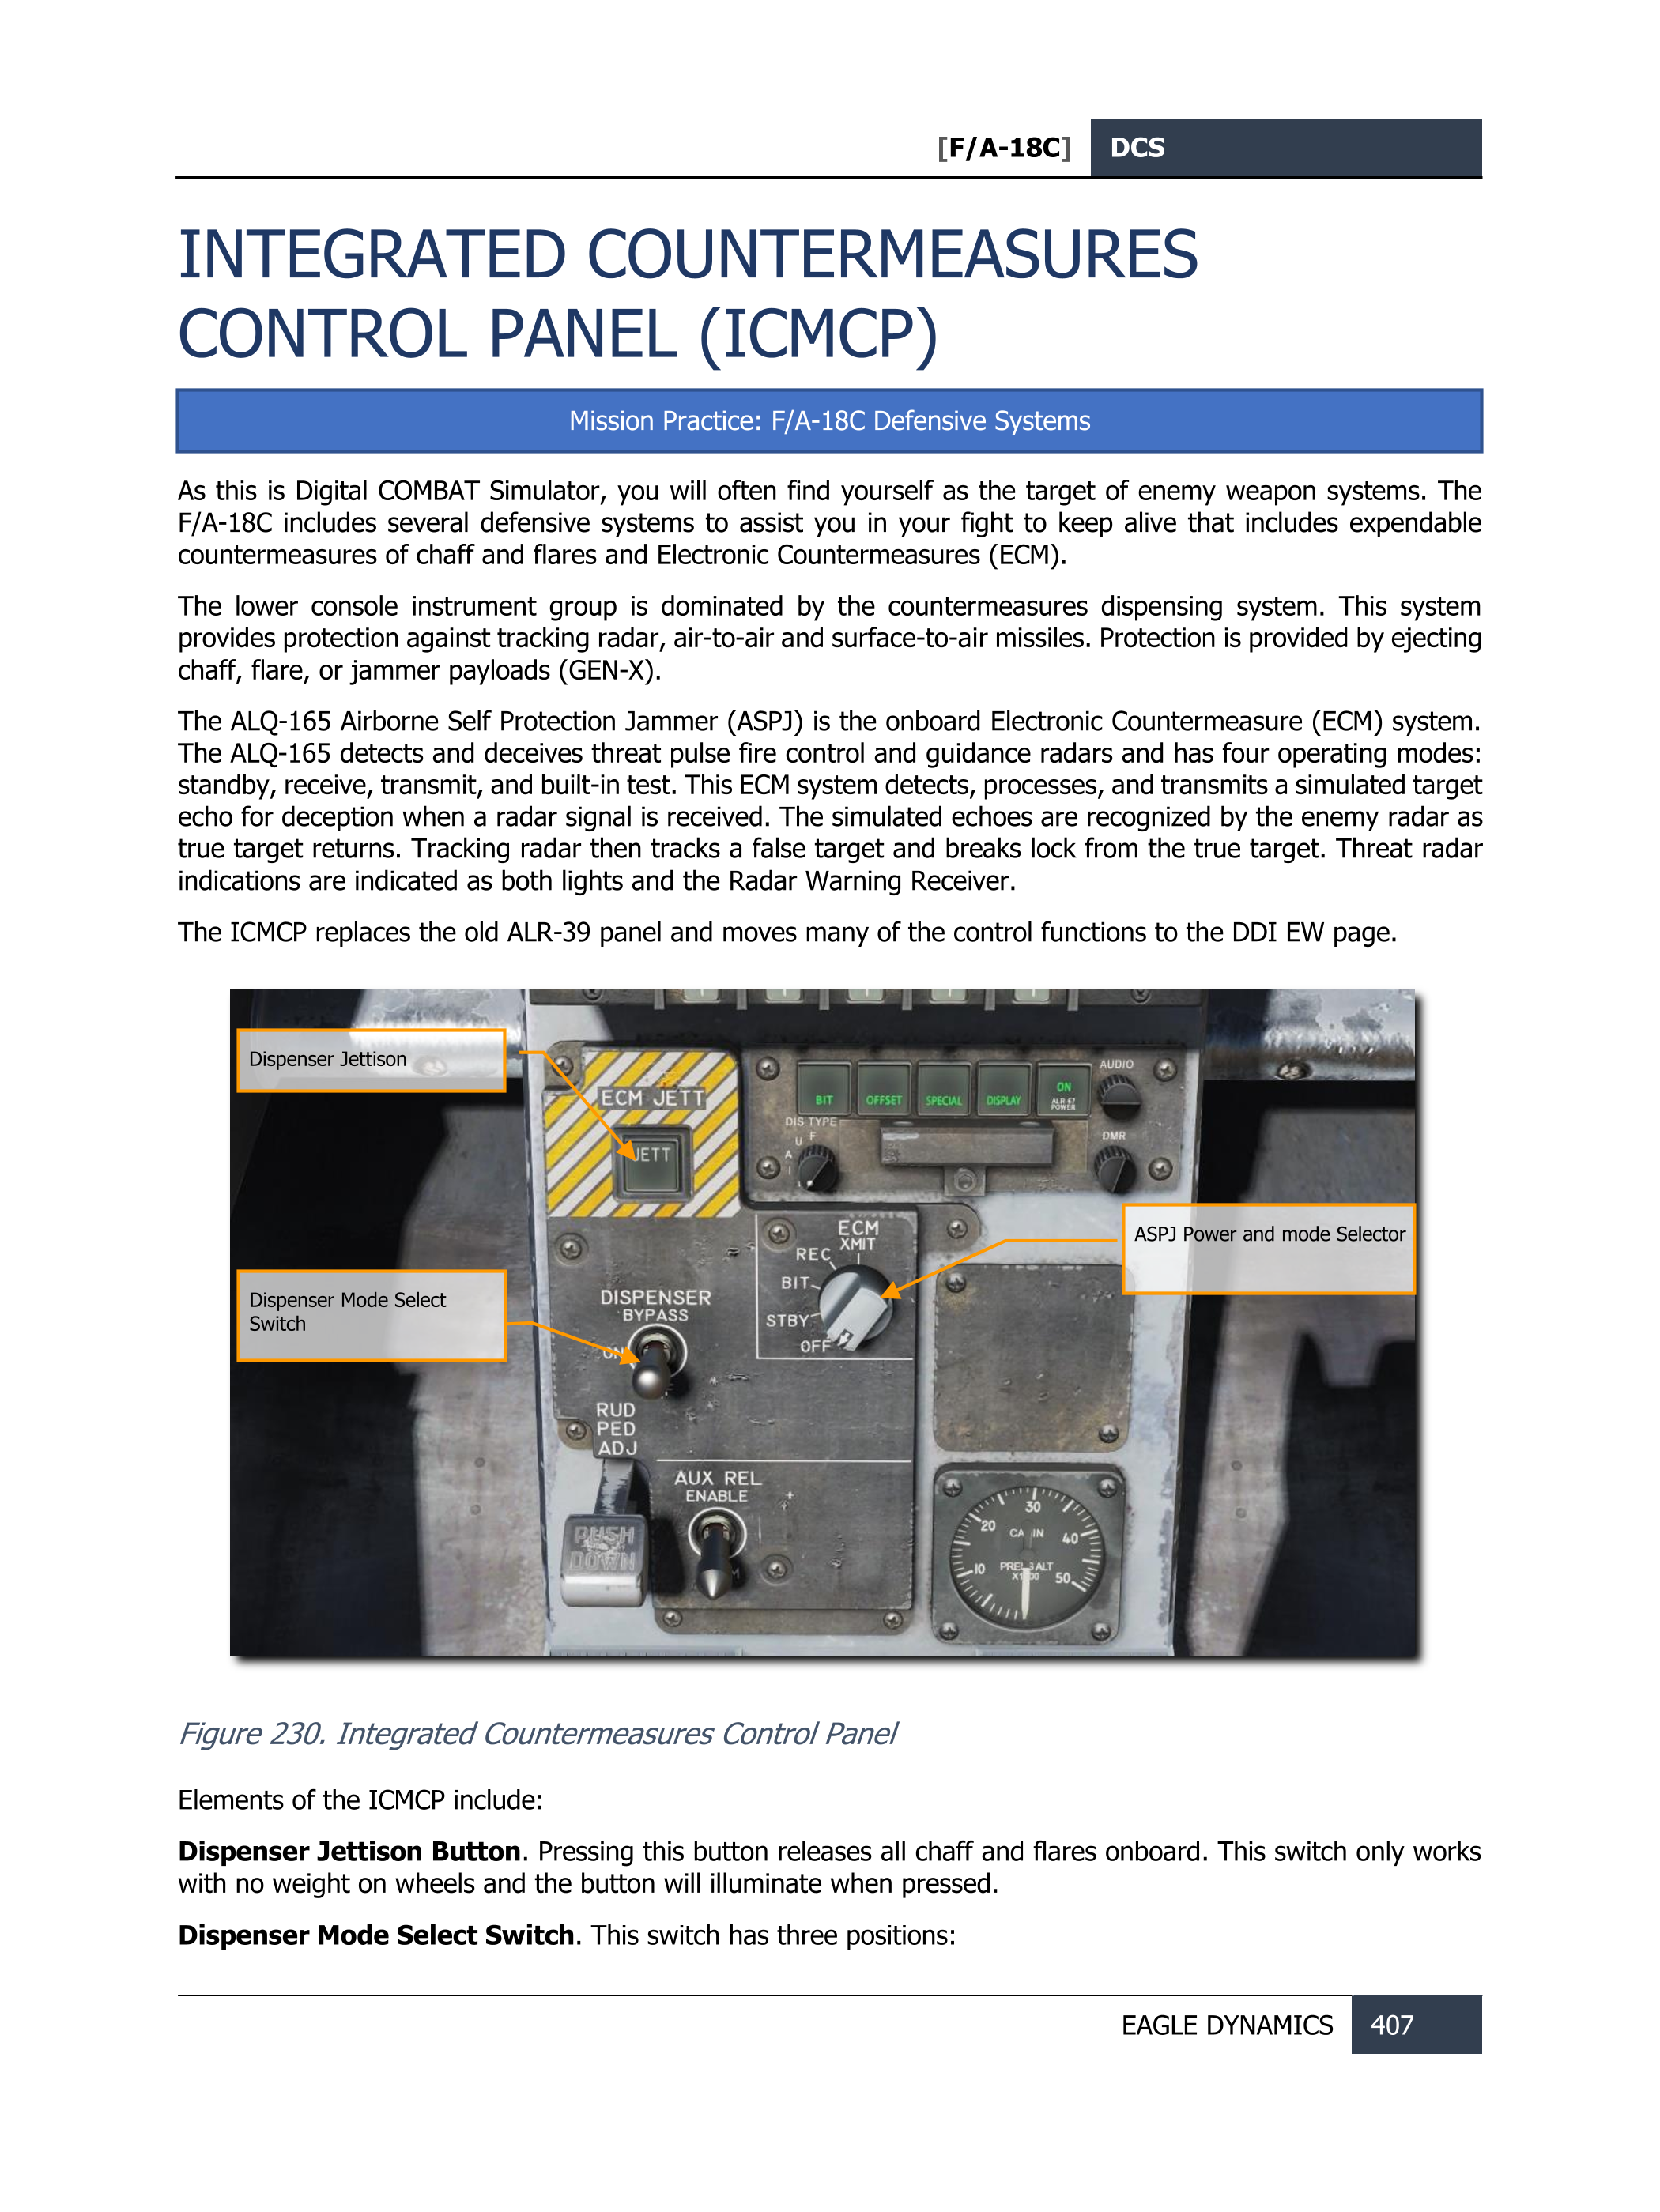 [F/A-18C] DCS
INTEGRATED COUNTERMEASURES
CONTROL PANEL (ICMCP)
Mission Practice: F/A-18C Defensive Systems
As this is Digital COMBAT Simulator, you will often find yourself as the target of enemy weapon systems. The
F/A-18C includes several defensive systems to assist you in your fight to keep alive that includes expendable
countermeasures of chaff and flares and Electronic Countermeasures (ECM).
The lower console instrument group is dominated by the countermeasures dispensing system. This system
provides protection against tracking radar, air-to-air and surface-to-air missiles. Protection is provided by ejecting
chaff, flare, or jammer payloads (GEN-X).
The ALQ-165 Airborne Self Protection Jammer (ASPJ) is the onboard Electronic Countermeasure (ECM) system.
The ALQ-165 detects and deceives threat pulse fire control and guidance radars and has four operating modes:
standby, receive, transmit, and built-in test. This ECM system detects, processes, and transmits a simulated target
echo for deception when a radar signal is received. The simulated echoes are recognized by the enemy radar as
true target returns. Tracking radar then tracks a false target and breaks lock from the true target. Threat radar
indications are indicated as both lights and the Radar Warning Receiver.
The ICMCP replaces the old ALR-39 panel and moves many of the control functions to the DDI EW page.
Dispenser Jettison
ECM JETT
JETT
BIT
OFFSET
SPECIAL
DISPLAY
ON
ALR-67
POWER
AUDIO
DIS TYPE
F
U
A
I
DMR
ASPJ Power and mode Selector
ECM
XMIT
REC
BIT
STBY
OFF
Dispenser Mode Select
Switch
DISPENSER
BYPASS
ON
RUD
PED
ADJ
AUX REL
ENABLE
PUSH
DOWN
30
20
40
10
50
Figure 230. Integrated Countermeasures Control Panel
Elements of the ICMCP include:
Dispenser Jettison Button. Pressing this button releases all chaff and flares onboard. This switch only works
with no weight on wheels and the button will illuminate when pressed.
Dispenser Mode Select Switch. This switch has three positions:
EAGLE DYNAMICS 407